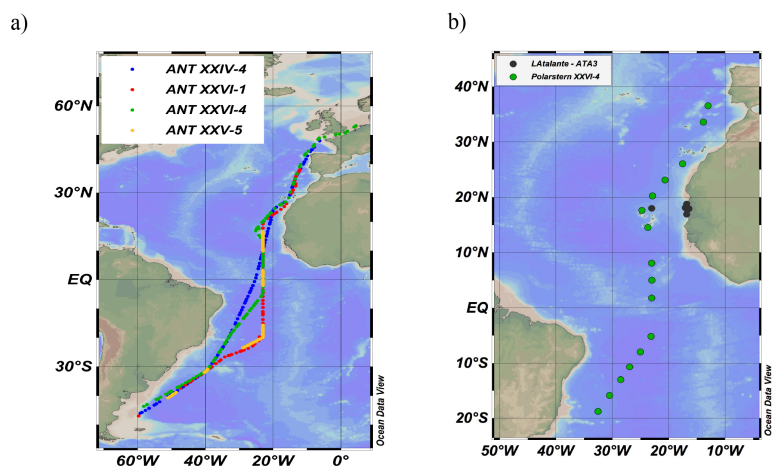 a)
ANT XXIV-4
ANT XXVI-1
ANT XXVI-4
ANT XXV-5
60°N
30°N
EQ
30°S
60°W
40°W
20°W
0°
Ocean Data View
b)
LAtalante - ATA3
Polarstern XXVI-4
40°N
30°N
20°N
10°N
EQ
10°S
20°S
50°W
40°W
30°W
20°W
10°W
Ocean Data View